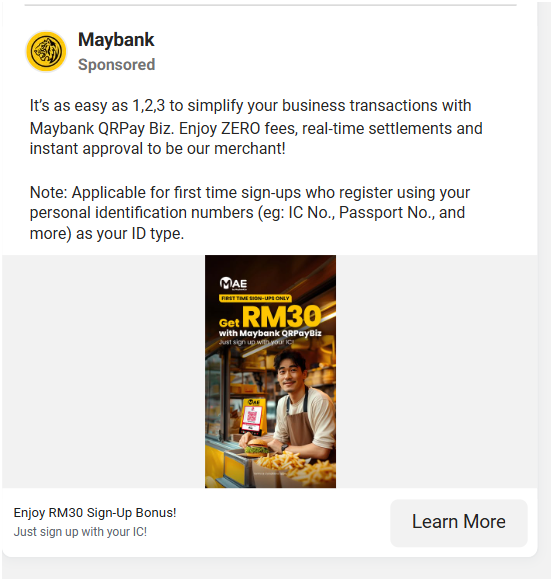 Maybank
Sponsored
It's as easy as 1,2,3 to simplify your business transactions with
Maybank QRPay Biz. Enjoy ZERO fees, real-time settlements and
instant approval to be our merchant!
Note: Applicable for first time sign-ups who register using your
personal identification numbers (eg: IC No., Passport No., and
more) as your ID type.
MAE
FIRST TIME SIGN-UPS ONLY
Get RM30
with Maybank QRPayBiz
Just sign up with your IC!
MAE
Enjoy RM30 Sign-Up Bonus!
Just sign up with your IC!
Learn More